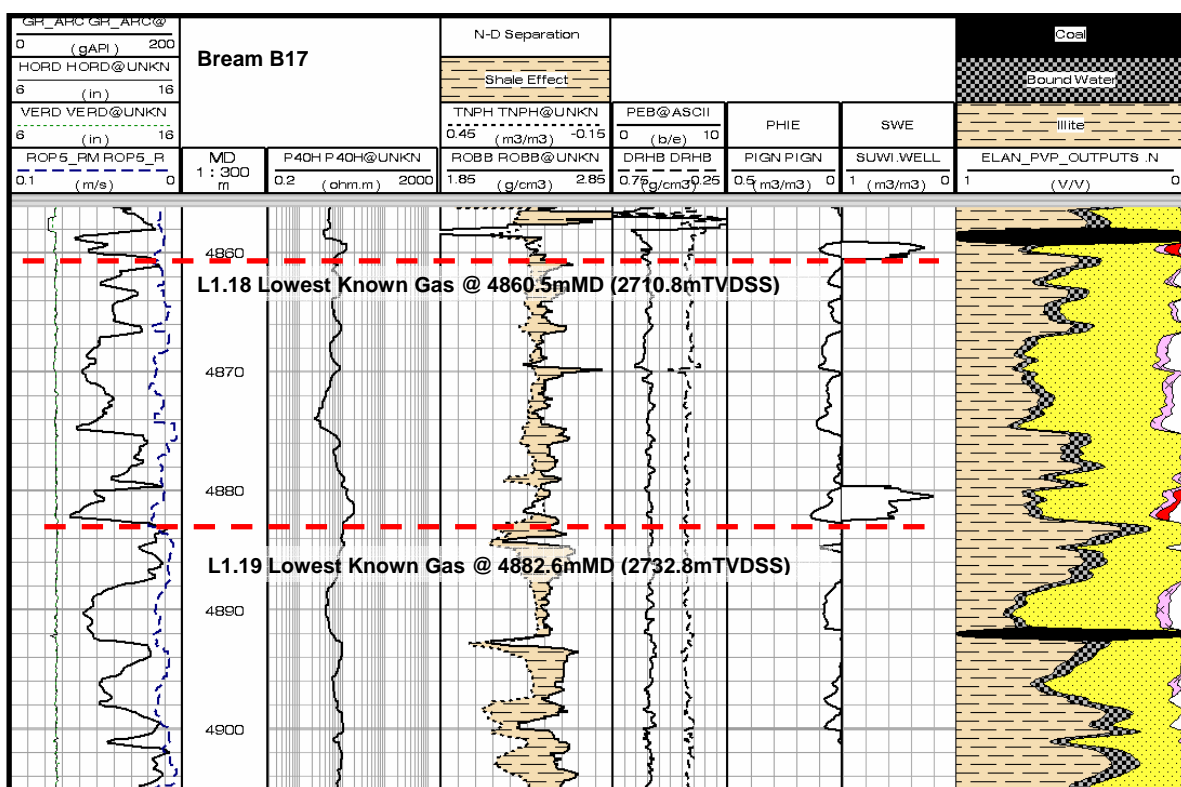 GR_ARC GR_ARC@
0 (gAPI) 200
HORD HORD@UNKN
6 (in) 16
VERD VERD@UNKN
6 (in) 16
ROP5_RM ROP5_R
0.1 (m/s) 0
Bream B17
MD
1 : 300
m
P40H P40H@UNKN
0.2 (ohm.m) 2000
N-D Separation
Shale Effect
TNPH TNPH@UNKN
0.45 (m3/m3) -0.15
ROBB ROBB@UNKN
1.85 (g/cm3) 2.85
PEB@ASCII
0 (b/e) 10
DRHB DRHB
0.75 (g/cm3) 0.25
PHIE
PIGN PIGN
0.5 (m3/m3) 0
SWE
SUWI.WELL
1 (m3/m3) 0
Coal
Bound Water
Illite
ELAN_PVP_OUTPUTS .N
1 (V/V) 0
4860
L1.18 Lowest Known Gas @ 4860.5mMD (2710.8mTVDSS)
4870
4880
L1.19 Lowest Known Gas @ 4882.6mMD (2732.8mTVDSS)
4890
4900